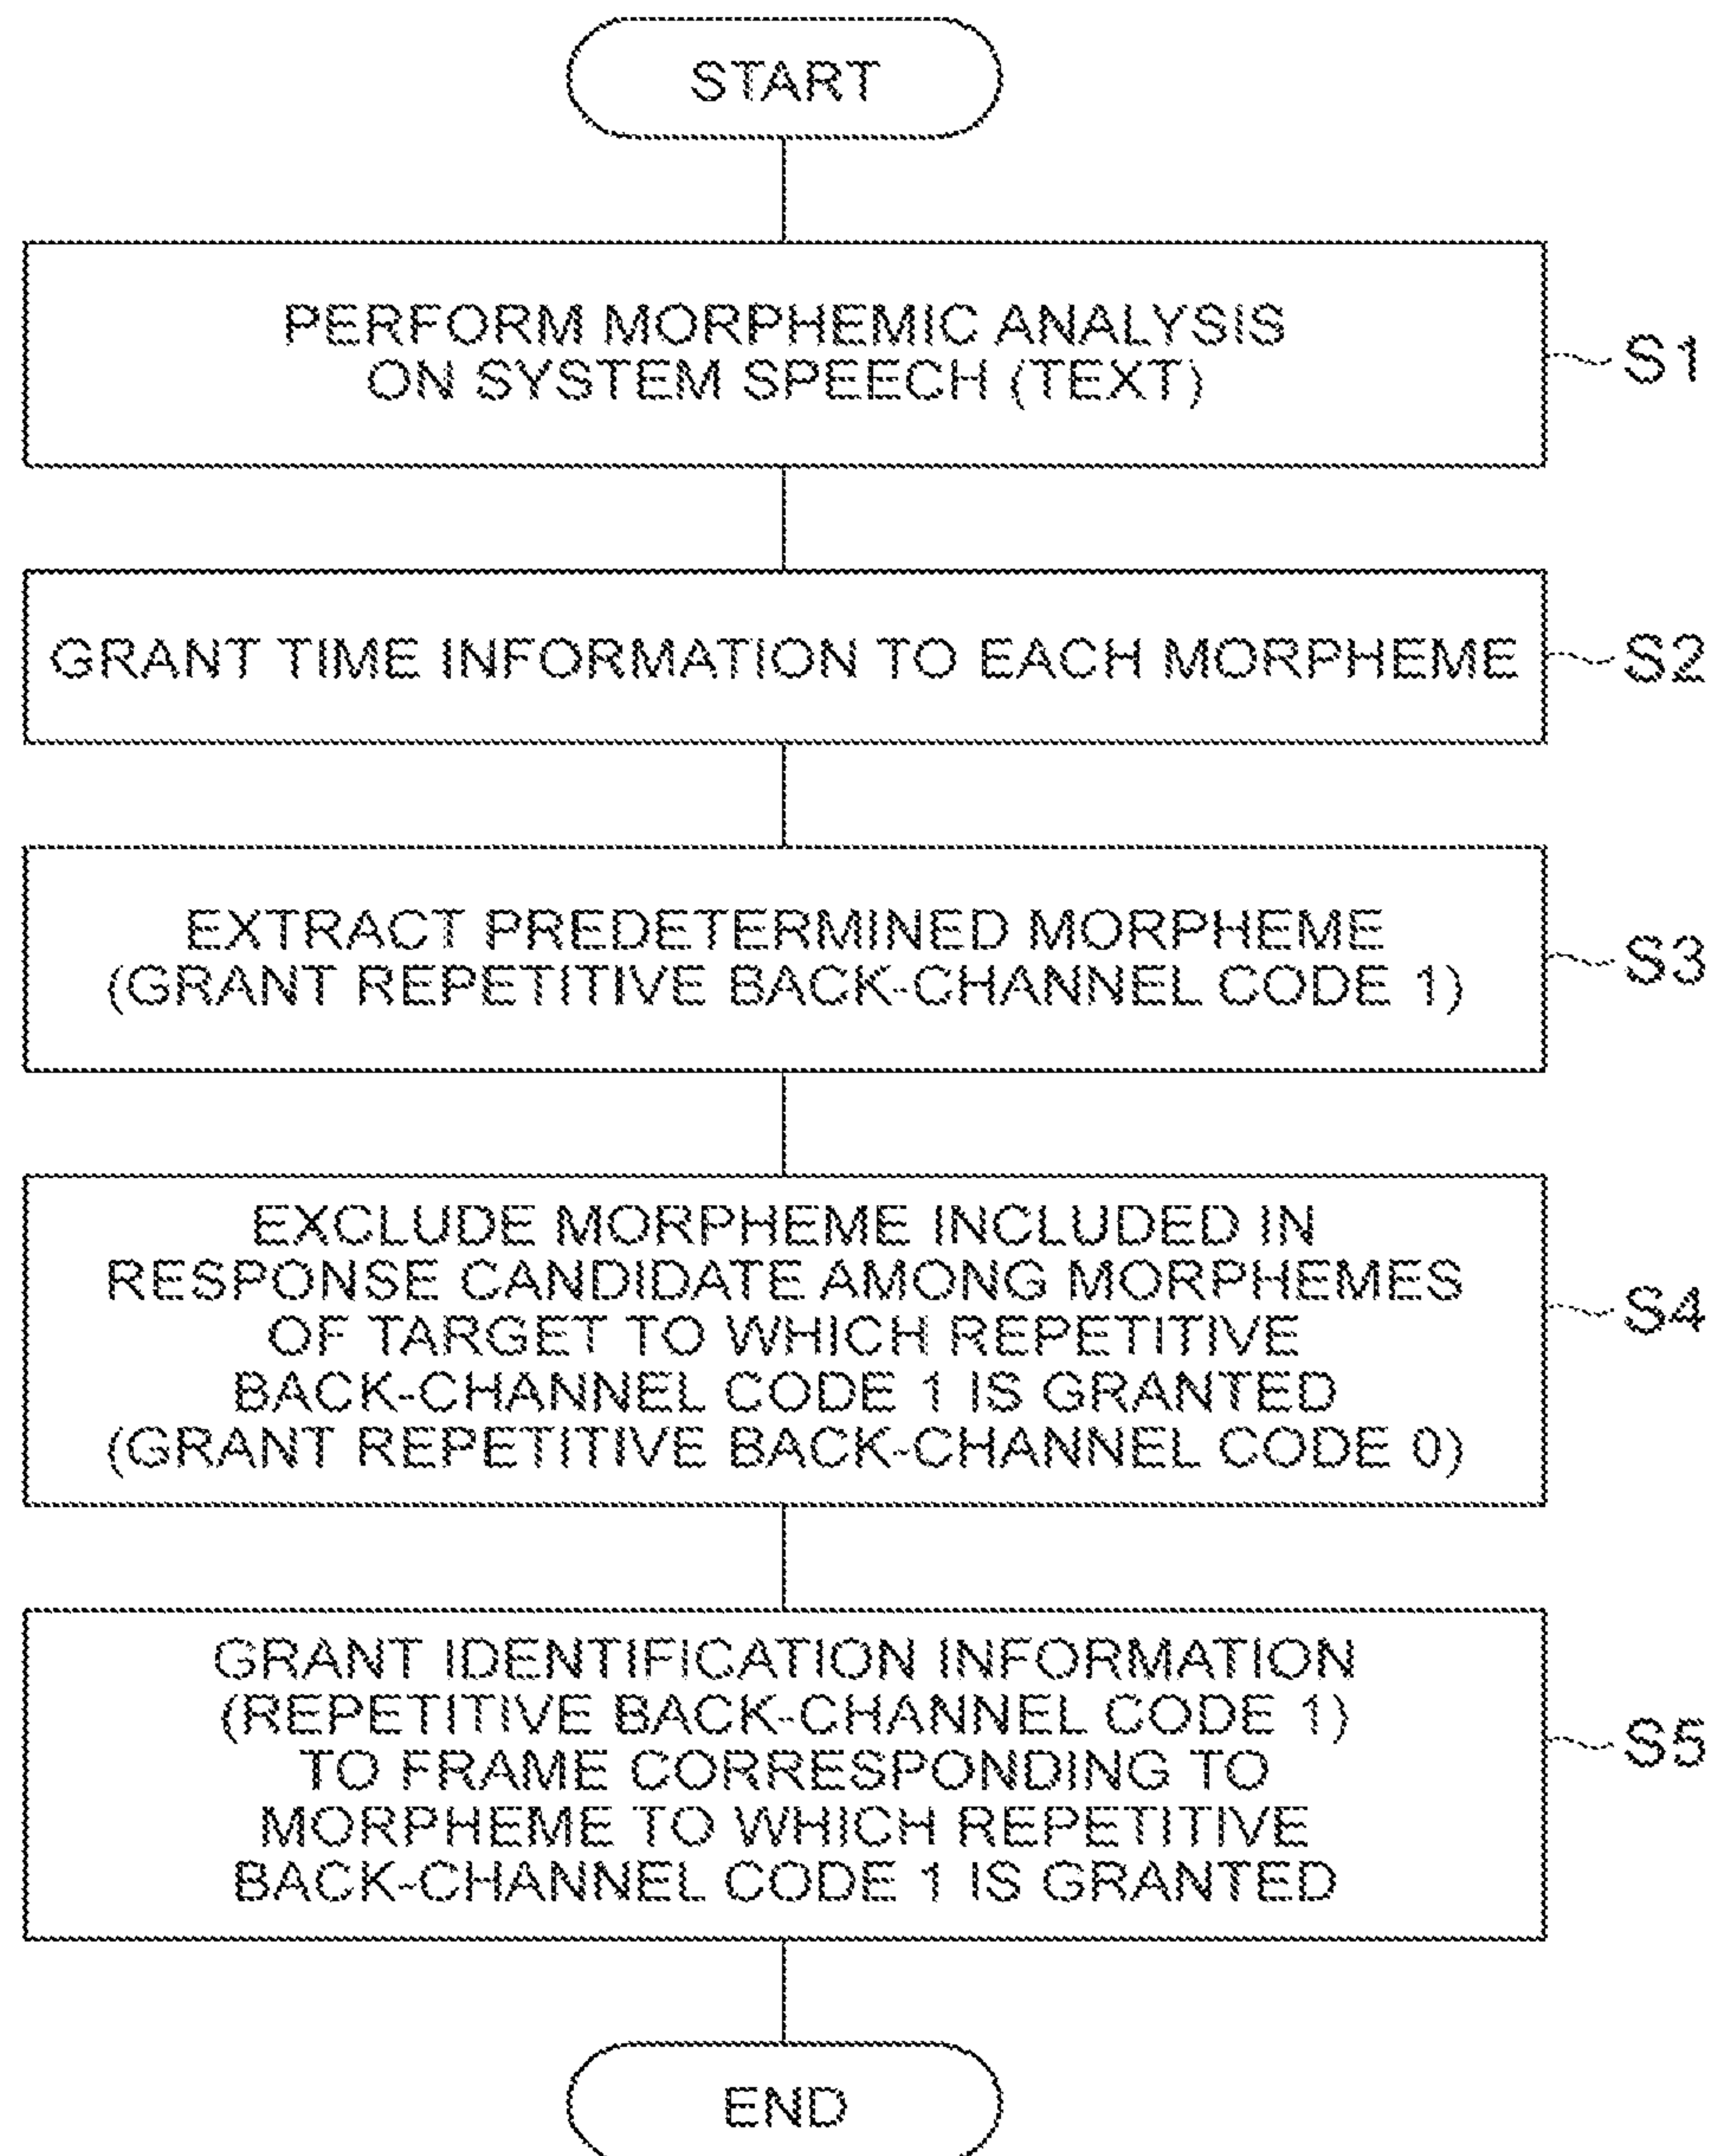 START
PERFORM MORPHEMIC ANALYSIS
ON SYSTEM SPEECH (TEXT)
S1
GRANT TIME INFORMATION TO EACH MORPHEME
S2
EXTRACT PREDETERMINED MORPHEME
(GRANT REPETITIVE BACK-CHANNEL CODE 1)
S3
EXCLUDE MORPHEME INCLUDED IN
RESPONSE CANDIDATE AMONG MORPHEMES
OF TARGET TO WHICH REPETITIVE
BACK-CHANNEL CODE 1 IS GRANTED
(GRANT REPETITIVE BACK-CHANNEL CODE 0)
S4
GRANT IDENTIFICATION INFORMATION
(REPETITIVE BACK-CHANNEL CODE 1)
TO FRAME CORRESPONDING TO
MORPHEME TO WHICH REPETITIVE
BACK-CHANNEL CODE 1 IS GRANTED
S5
END